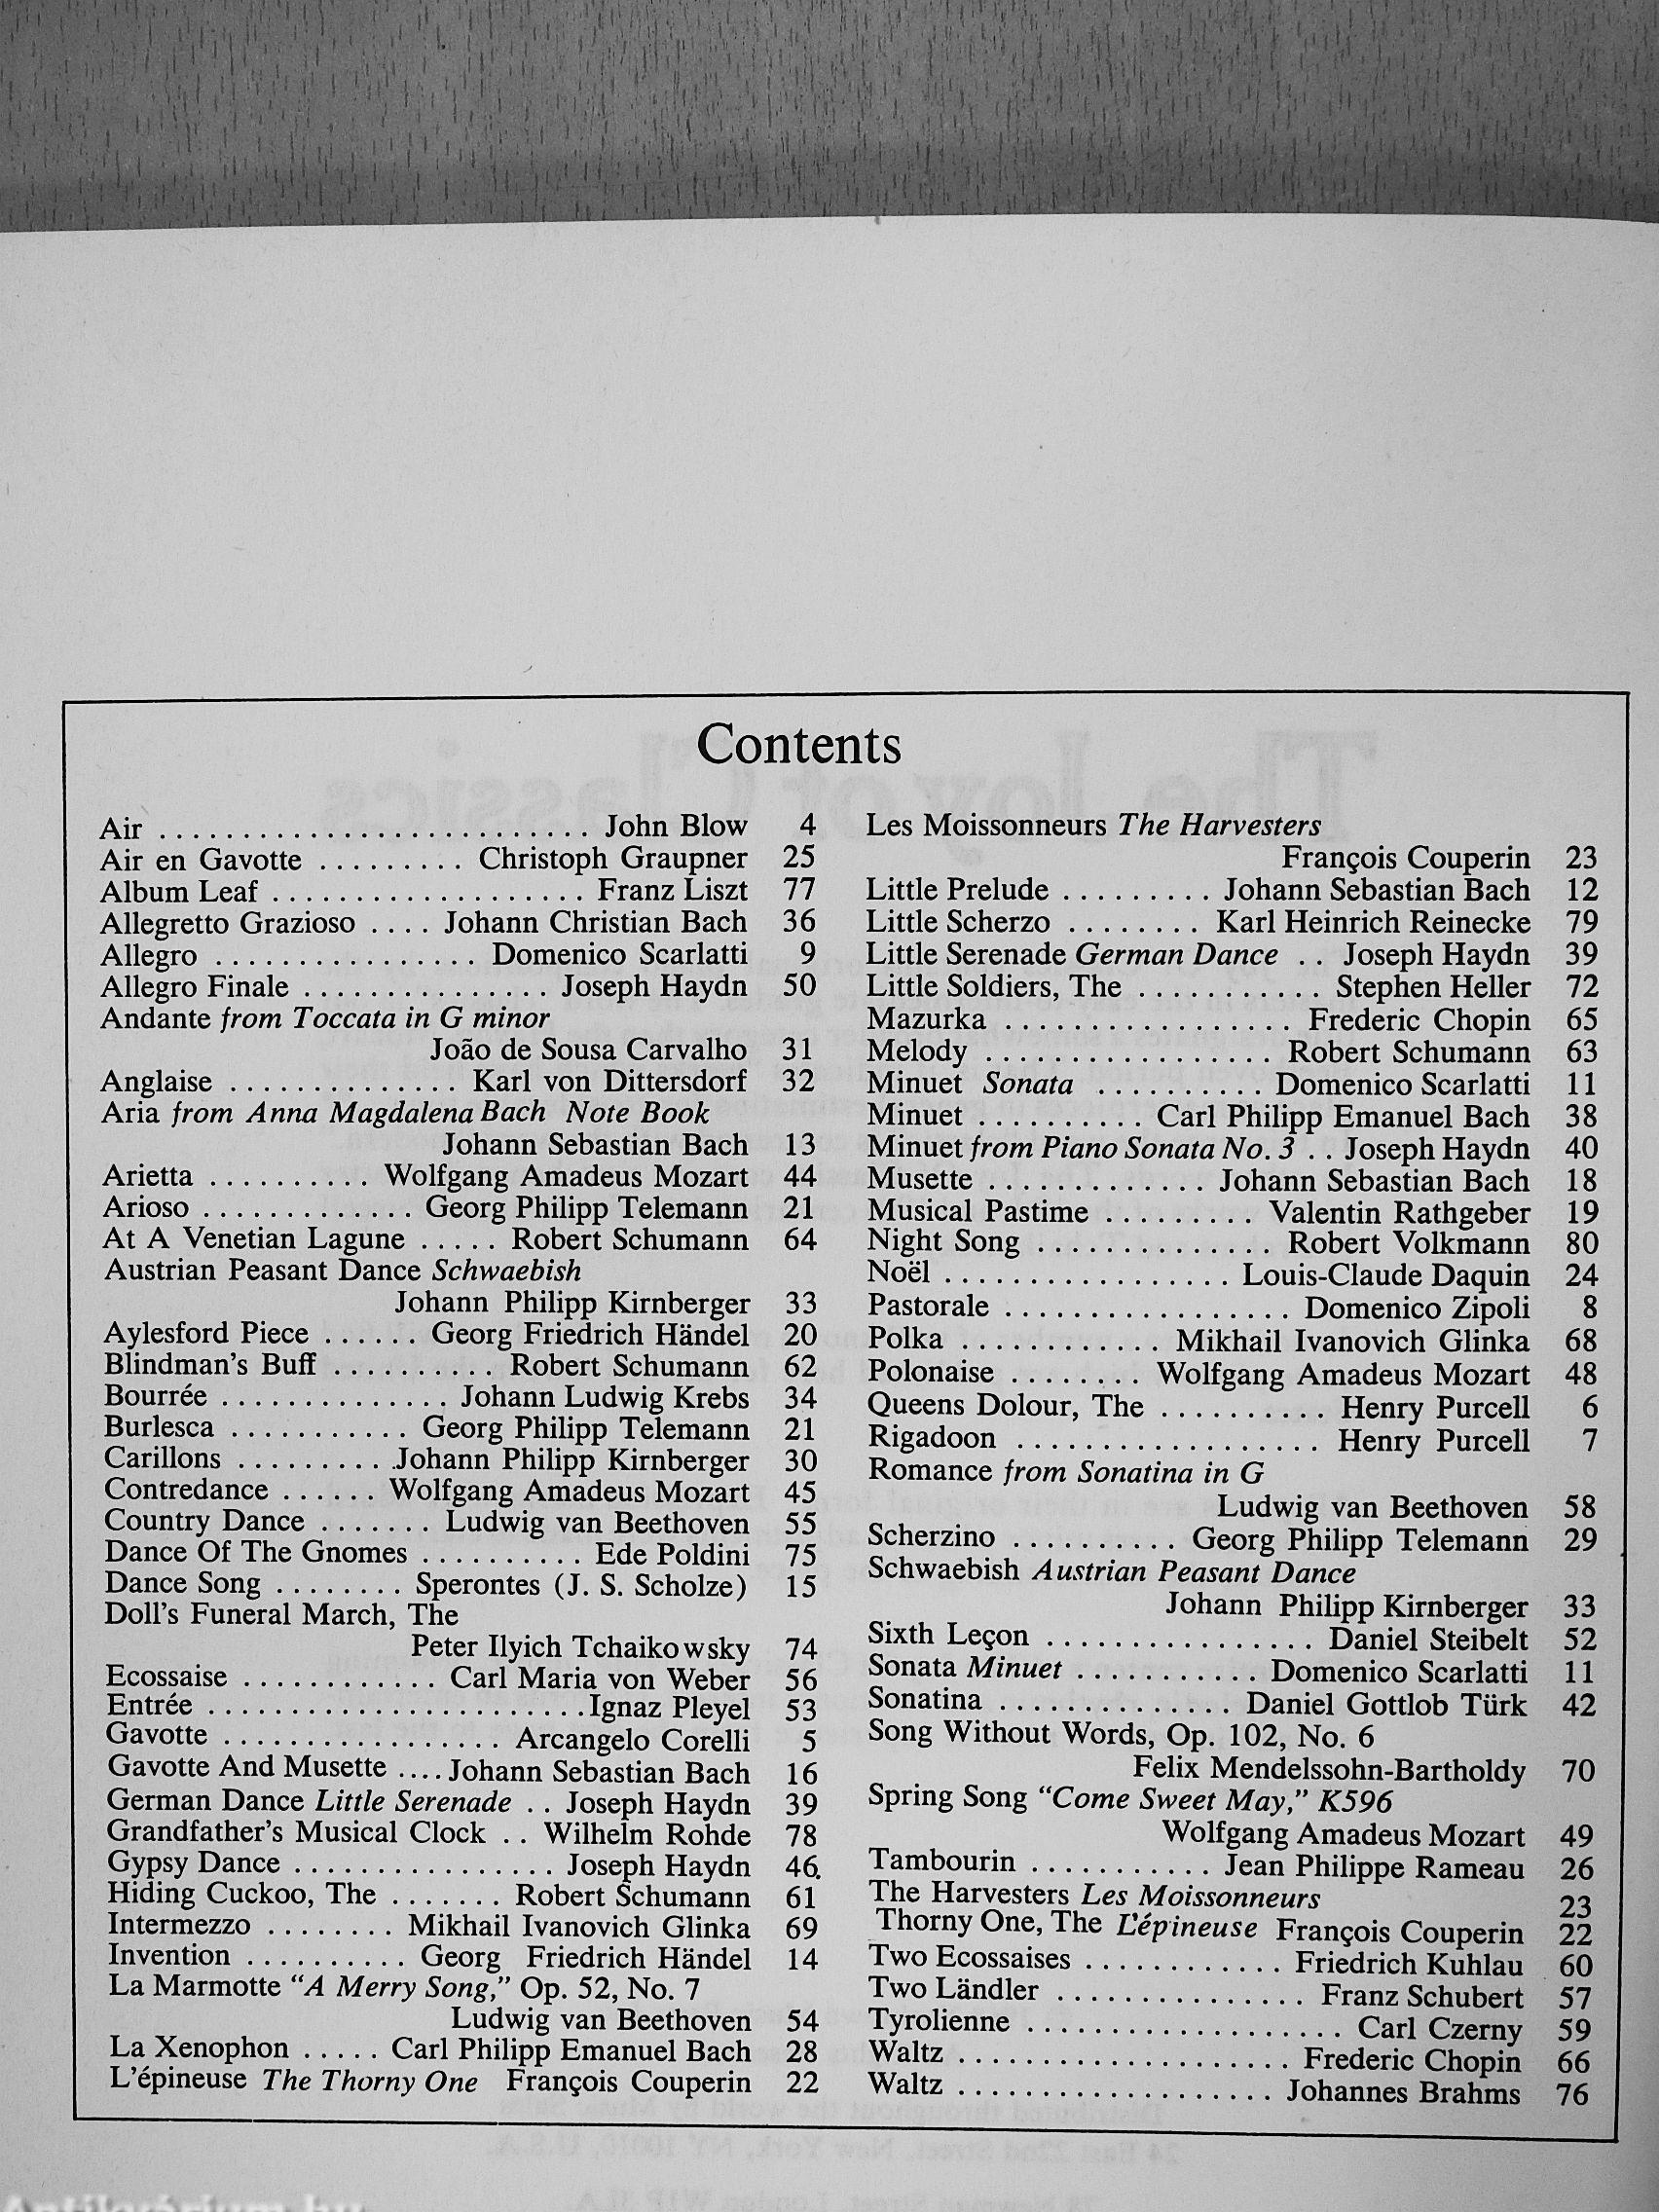 Contents
Air .......................... John Blow 4
Air en Gavotte ......... Christoph Graupner 25
Album Leaf ................... Franz Liszt 77
Allegretto Grazioso .... Johann Christian Bach 36
Allegro ................ Domenico Scarlatti 9
Allegro Finale ............... Joseph Haydn 50
Andante from Toccata in G minor
João de Sousa Carvalho 31
Anglaise .............. Karl von Dittersdorf 32
Aria from Anna Magdalena Bach Note Book
Johann Sebastian Bach 13
Arietta .......... Wolfgang Amadeus Mozart 44
Arioso ............. Georg Philipp Telemann 21
At A Venetian Lagune ..... Robert Schumann 64
Austrian Peasant Dance Schwaebish
Johann Philipp Kirnberger 33
Aylesford Piece ...... Georg Friedrich Händel 20
Blindman's Buff .......... Robert Schumann 62
Bourrée .............. Johann Ludwig Krebs 34
Burlesca ........... Georg Philipp Telemann 21
Carillons .......... Johann Philipp Kirnberger 30
Contredance ...... Wolfgang Amadeus Mozart 45
Country Dance ....... Ludwig van Beethoven 55
Dance Of The Gnomes .......... Ede Poldini 75
Dance Song ........ Sperontes (J. S. Scholze) 15
Doll's Funeral March, The
Peter Ilyich Tchaikowsky 74
Ecossaise ............ Carl Maria von Weber 56
Entrée ........................ Ignaz Pleyel 53
Gavotte ................. Arcangelo Corelli 5
Gavotte And Musette .... Johann Sebastian Bach 16
German Dance Little Serenade .. Joseph Haydn 39
Grandfather's Musical Clock .. Wilhelm Rohde 78
Gypsy Dance ................ Joseph Haydn 46.
Hiding Cuckoo, The ....... Robert Schumann 61
Intermezzo ........ Mikhail Ivanovich Glinka 69
Invention .......... Georg Friedrich Händel 14
La Marmotte “A Merry Song,” Op. 52, No. 7
Ludwig van Beethoven 54
La Xenophon ..... Carl Philipp Emanuel Bach 28
L'épineuse The Thorny One François Couperin 22
Les Moissonneurs The Harvesters
François Couperin 23
Little Prelude ......... Johann Sebastian Bach 12
Little Scherzo ........ Karl Heinrich Reinecke 79
Little Serenade German Dance .. Joseph Haydn 39
Little Soldiers, The ........... Stephen Heller 72
Mazurka .................. Frederic Chopin 65
Melody .................. Robert Schumann 63
Minuet Sonata .......... Domenico Scarlatti 11
Minuet .......... Carl Philipp Emanuel Bach 38
Minuet from Piano Sonata No. 3 .. Joseph Haydn 40
Musette .............. Johann Sebastian Bach 18
Musical Pastime ......... Valentin Rathgeber 19
Night Song .............. Robert Volkmann 80
Noël .................. Louis-Claude Daquin 24
Pastorale .................. Domenico Zipoli 8
Polka ............ Mikhail Ivanovich Glinka 68
Polonaise ........ Wolfgang Amadeus Mozart 48
Queens Dolour, The .......... Henry Purcell 6
Rigadoon ................... Henry Purcell 7
Romance from Sonatina in G
Ludwig van Beethoven 58
Scherzino .......... Georg Philipp Telemann 29
Schwaebish Austrian Peasant Dance
Johann Philipp Kirnberger 33
Sixth Leçon ................. Daniel Steibelt 52
Sonata Minuet ........... Domenico Scarlatti 11
Sonatina .............. Daniel Gottlob Türk 42
Song Without Words, Op. 102, No. 6
Felix Mendelssohn-Bartholdy 70
Spring Song “Come Sweet May,” K596
Wolfgang Amadeus Mozart 49
Tambourin ........... Jean Philippe Rameau 26
The Harvesters Les Moissonneurs 23
Thorny One, The L'épineuse François Couperin 22
Two Ecossaises ............ Friedrich Kuhlau 60
Two Ländler ............... Franz Schubert 57
Tyrolienne .................... Carl Czerny 59
Waltz ..................... Frederic Chopin 66
Waltz .................... Johannes Brahms 76